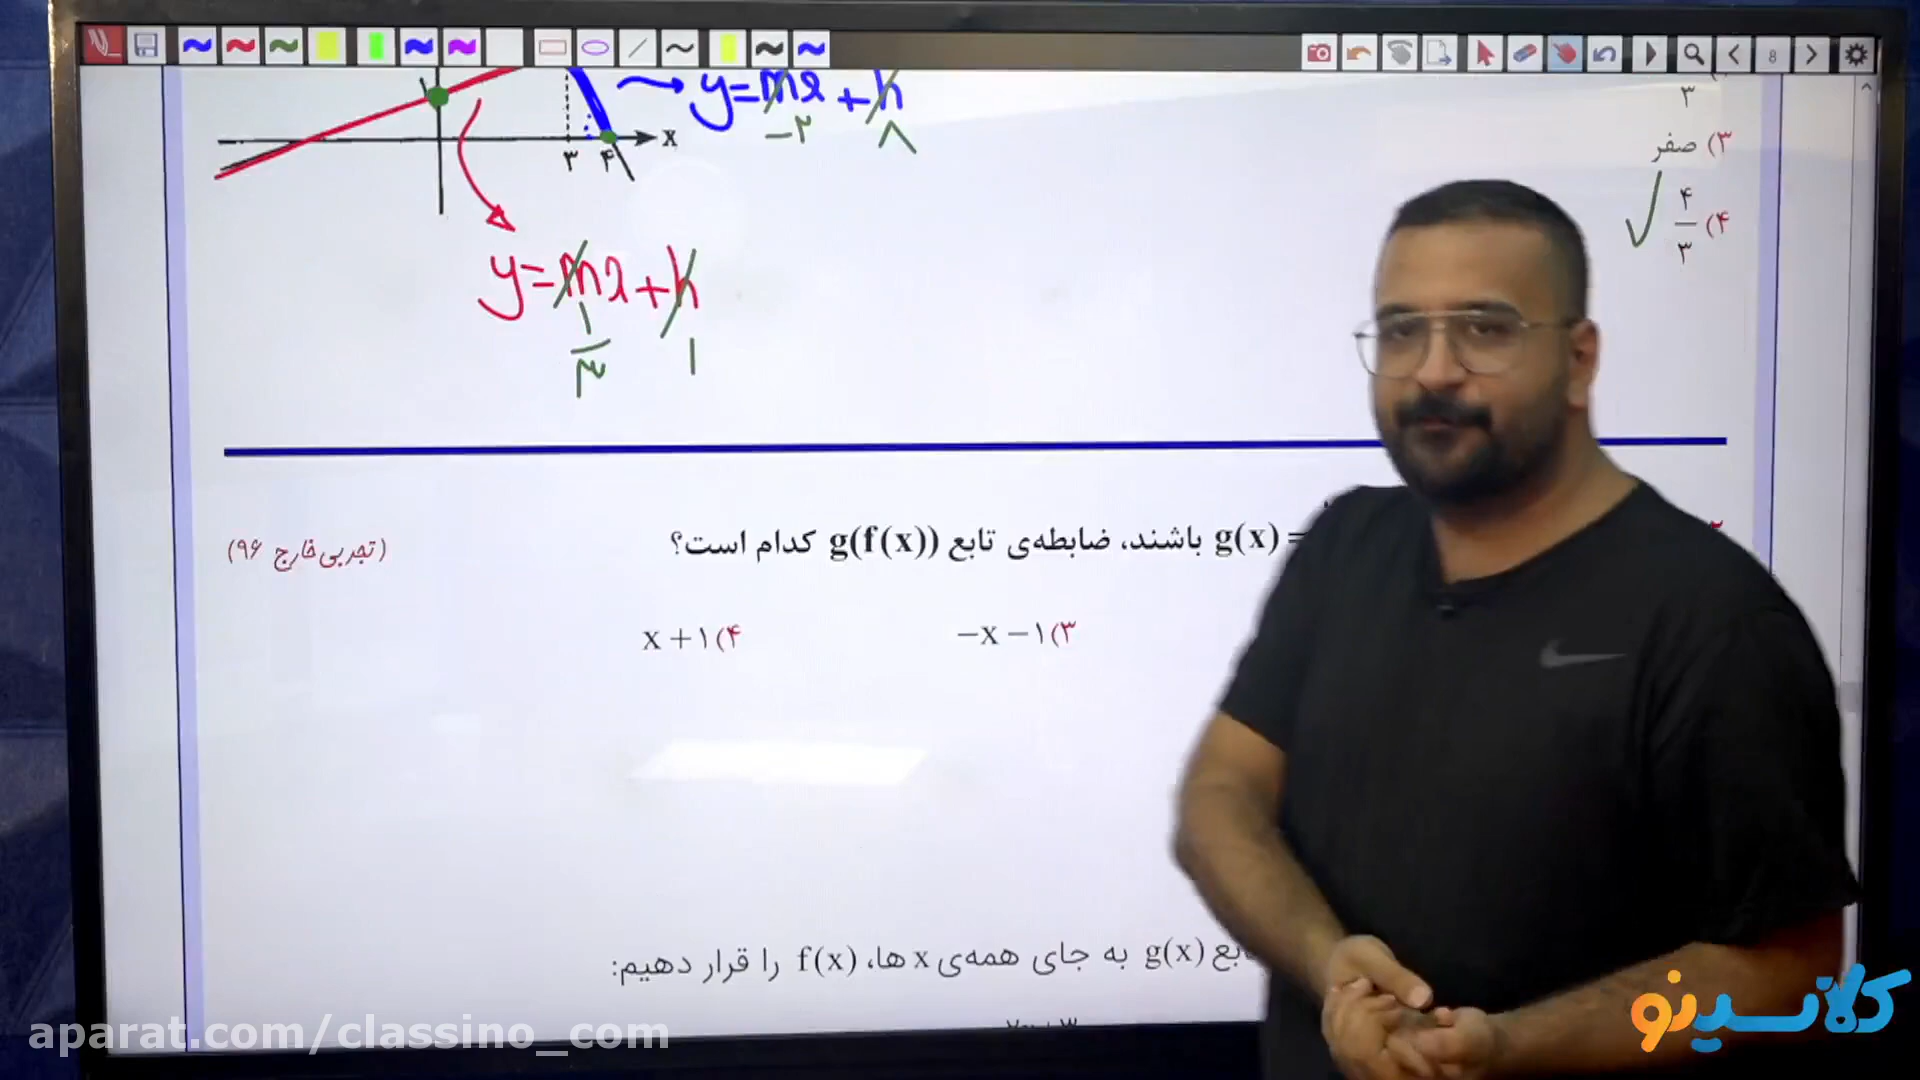 8
y=mx+h
-۲ ۸
x
۳ ۴
۱
y=mx+h
۱/۳ ۱
۳
۳) صفر
۴) ۴/۳
g(x) = باشند، ضابطه‌ی تابع g(f(x)) کدام است؟
(تجربی خارج ۹۶)
۳) −x −۱
۴) x +۱
g(x) به جای همه‌ی x ها، f(x) را قرار دهیم:
aparat.com/classino_com
کلاسینو